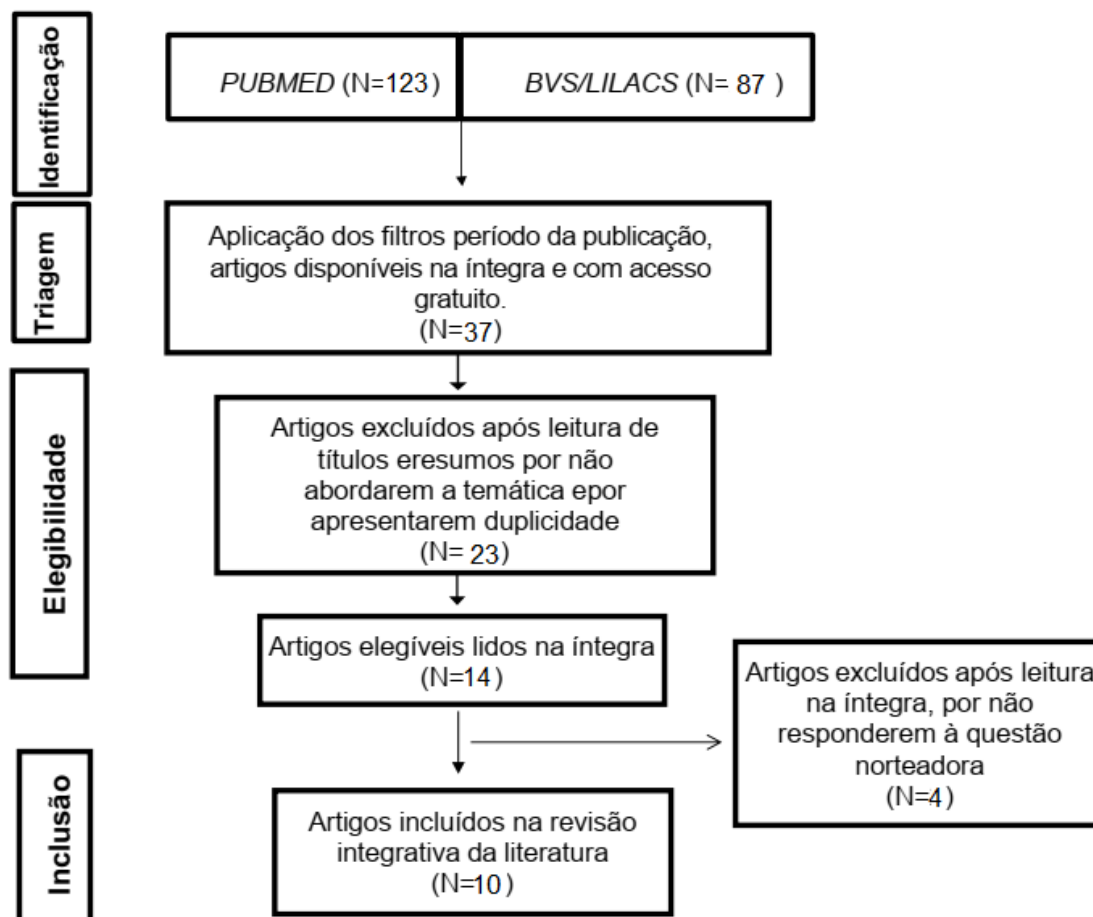 Identificação
PUBMED (N=123)
BVS/LILACS (N= 87 )
Triagem
Aplicação dos filtros período da publicação,
artigos disponíveis na íntegra e com acesso
gratuito.
(N=37)
Elegibilidade
Artigos excluídos após leitura de
títulos eresumos por não
abordarem a temática epor
apresentarem duplicidade
(N= 23)
Artigos elegíveis lidos na íntegra
(N=14)
Artigos excluídos após leitura
na íntegra, por não
responderem à questão
norteadora
(N=4)
Inclusão
Artigos incluídos na revisão
integrativa da literatura
(N=10)